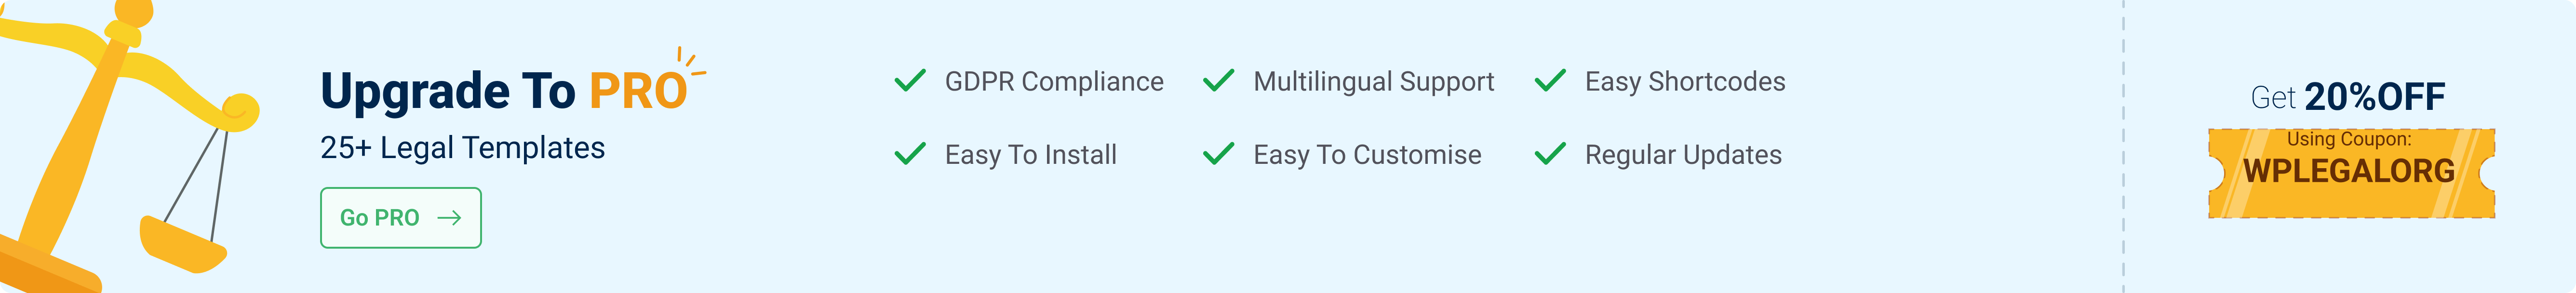 Upgrade To PRO
25+ Legal Templates
Go PRO
GDPR Compliance
Multilingual Support
Easy Shortcodes
Easy To Install
Easy To Customise
Regular Updates
Get 20%OFF
Using Coupon:
WPLEGALORG